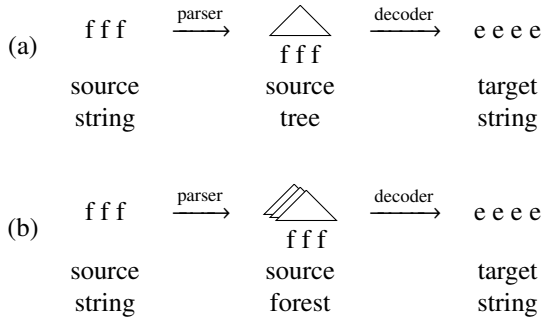 (a) f f f parser f f f decoder e e e e
source source target
string tree string
(b) f f f parser f f f decoder e e e e
source source target
string forest string